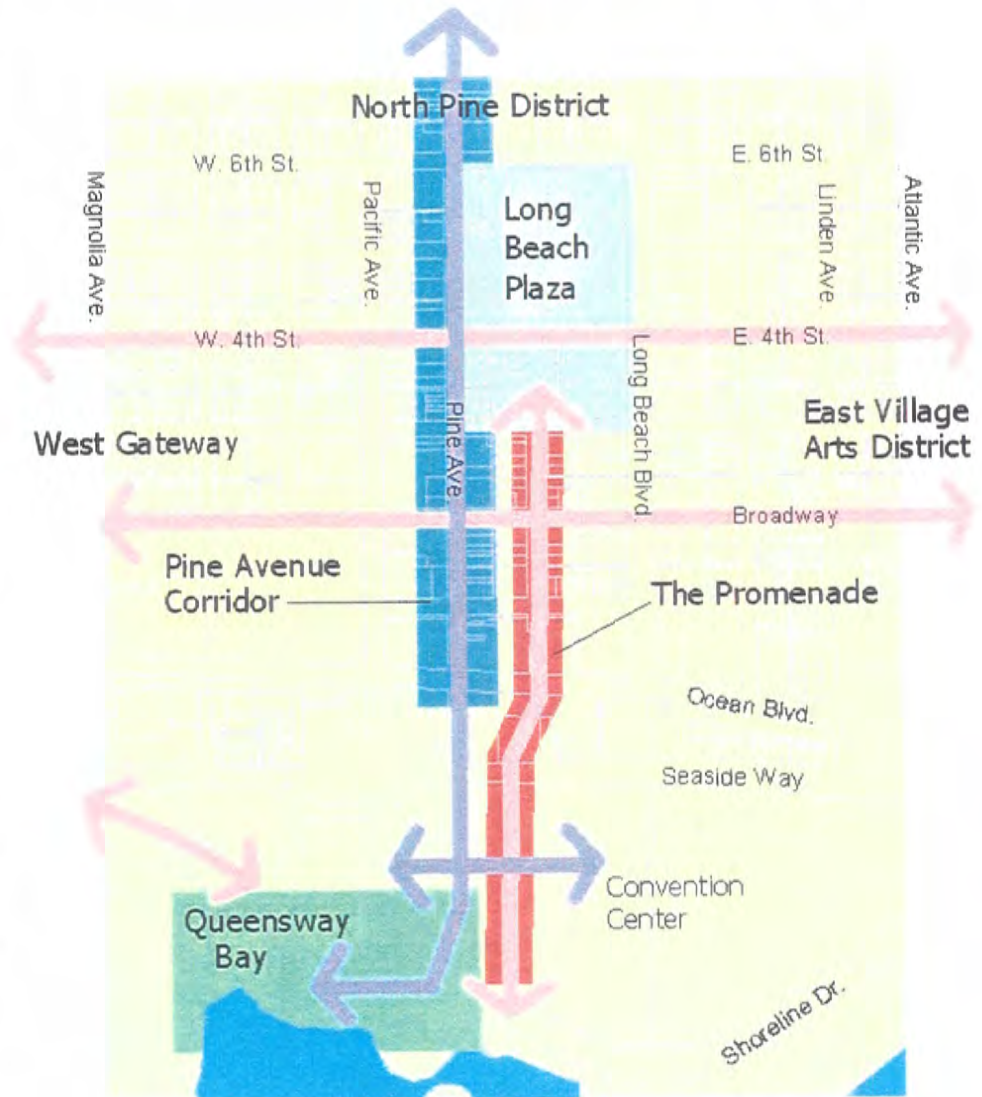 North Pine District
W. 6th St.
E. 6th St.
Magnolia Ave.
Pacific Ave.
Long
Beach
Plaza
Linden Ave.
Atlantic Ave.
W. 4th St.
E. 4th St.
Long Beach Blvd.
Pine Ave.
West Gateway
East Village
Arts District
Broadway
Pine Avenue
Corridor
The Promenade
Ocean Blvd.
Seaside Way
Convention
Center
Queensway
Bay
Shoreline Dr.